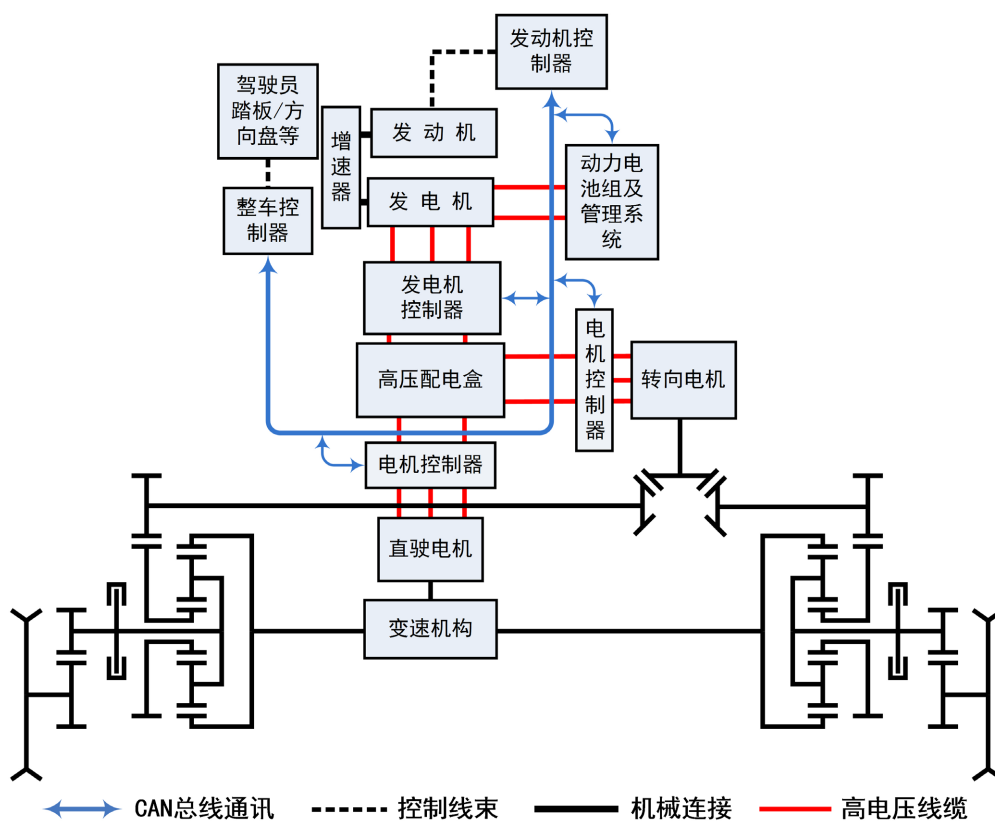 发动机控
制器
驾驶员
踏板/方
向盘等
增
速
器
发 动 机
动力电
池组及
管理系
统
发 电 机
整车控
制器
发电机
控制器
电
机
控
制
器
转向电机
高压配电盒
电机控制器
直驶电机
变速机构
CAN总线通讯
控制线束
机械连接
高电压线缆